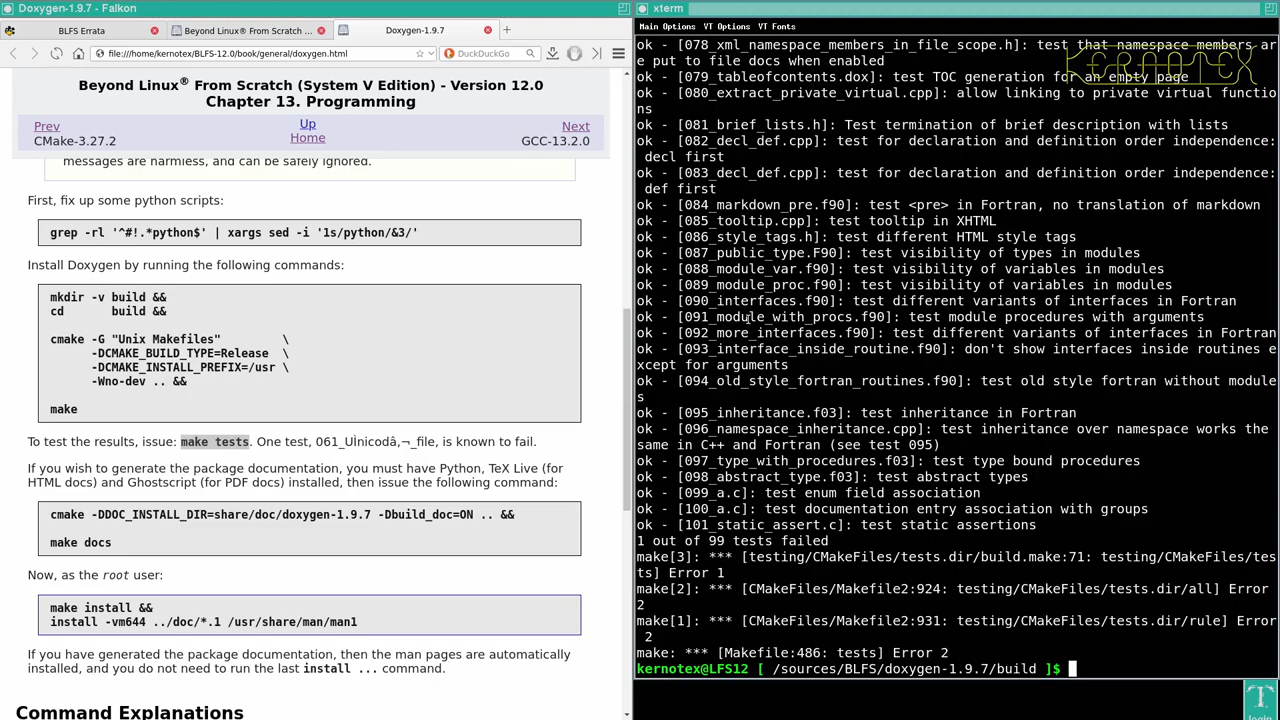 Doxygen-1.9.7 - Falkon
BLFS Errata
Beyond Linux® From Scratch ...
Doxygen-1.9.7
file:///home/kernotex/BLFS-12.0/book/general/doxygen.html
DuckDuckGo
Beyond Linux® From Scratch (System V Edition) - Version 12.0
Chapter 13. Programming
Prev Up Next
CMake-3.27.2 Home GCC-13.2.0
messages are harmless, and can be safely ignored.
First, fix up some python scripts:
grep -rl '^#!.*python$' | xargs sed -i '1s/python/&3/'
Install Doxygen by running the following commands:
mkdir -v build &&
cd build &&
cmake -G "Unix Makefiles" \
-DCMAKE_BUILD_TYPE=Release \
-DCMAKE_INSTALL_PREFIX=/usr \
-Wno-dev .. &&
make
To test the results, issue: make tests. One test, 061_Uİnicodâ‚¬_file, is known to fail.
If you wish to generate the package documentation, you must have Python, TeX Live (for
HTML docs) and Ghostscript (for PDF docs) installed, then issue the following command:
cmake -DDOC_INSTALL_DIR=share/doc/doxygen-1.9.7 -Dbuild_doc=ON .. &&
make docs
Now, as the root user:
make install &&
install -vm644 ../doc/*.1 /usr/share/man/man1
If you have generated the package documentation, then the man pages are automatically
installed, and you do not need to run the last install ... command.
Command Explanations
xterm
Main Options VT Options VT Fonts
KERNOTEX
ok - [078_xml_namespace_members_in_file_scope.h]: test that namespace members ar
e put to file docs when enabled
ok - [079_tableofcontents.dox]: test TOC generation for an empty page
ok - [080_extract_private_virtual.cpp]: allow linking to private virtual functio
ns
ok - [081_brief_lists.h]: Test termination of brief description with lists
ok - [082_decl_def.cpp]: test for declaration and definition order independence:
decl first
ok - [083_decl_def.cpp]: test for declaration and definition order independence:
def first
ok - [084_markdown_pre.f90]: test <pre> in Fortran, no translation of markdown
ok - [085_tooltip.cpp]: test tooltip in XHTML
ok - [086_style_tags.h]: test different HTML style tags
ok - [087_public_type.F90]: test visibility of types in modules
ok - [088_module_var.f90]: test visibility of variables in modules
ok - [089_module_proc.f90]: test visibility of variables in modules
ok - [090_interfaces.f90]: test different variants of interfaces in Fortran
ok - [091_module_with_procs.f90]: test module procedures with arguments
ok - [092_more_interfaces.f90]: test different variants of interfaces in Fortran
ok - [093_interface_inside_routine.f90]: don't show interfaces inside routines e
xcept for arguments
ok - [094_old_style_fortran_routines.f90]: test old style fortran without module
s
ok - [095_inheritance.f03]: test inheritance in Fortran
ok - [096_namespace_inheritance.cpp]: test inheritance over namespace works the
same in C++ and Fortran (see test 095)
ok - [097_type_with_procedures.f03]: test type bound procedures
ok - [098_abstract_type.f03]: test abstract types
ok - [099_a.c]: test enum field association
ok - [100_a.c]: test documentation entry association with groups
ok - [101_static_assert.c]: test static assertions
1 out of 99 tests failed
make[3]: *** [testing/CMakeFiles/tests.dir/build.make:71: testing/CMakeFiles/tes
ts] Error 1
make[2]: *** [CMakeFiles/Makefile2:924: testing/CMakeFiles/tests.dir/all] Error
2
make[1]: *** [CMakeFiles/Makefile2:931: testing/CMakeFiles/tests.dir/rule] Error
2
make: *** [Makefile:486: tests] Error 2
kernotex@LFS12 [ /sources/BLFS/doxygen-1.9.7/build ]$
login